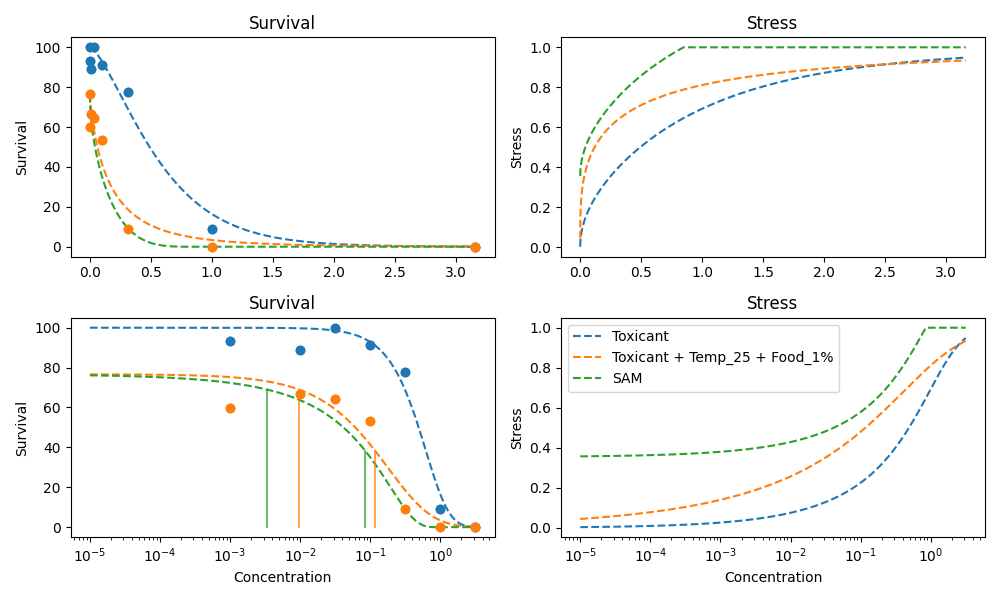 Survival
Stress
Survival
100
80
60
40
20
0
0.0 0.5 1.0 1.5 2.0 2.5 3.0
Stress
1.0
0.8
0.6
0.4
0.2
0.0
0.0 0.5 1.0 1.5 2.0 2.5 3.0
Survival
Stress
Survival
100
80
60
40
20
0
10⁻⁵ 10⁻⁴ 10⁻³ 10⁻² 10⁻¹ 10⁰
Concentration
Stress
1.0
0.8
0.6
0.4
0.2
0.0
Toxicant
Toxicant + Temp_25 + Food_1%
SAM
10⁻⁵ 10⁻⁴ 10⁻³ 10⁻² 10⁻¹ 10⁰
Concentration